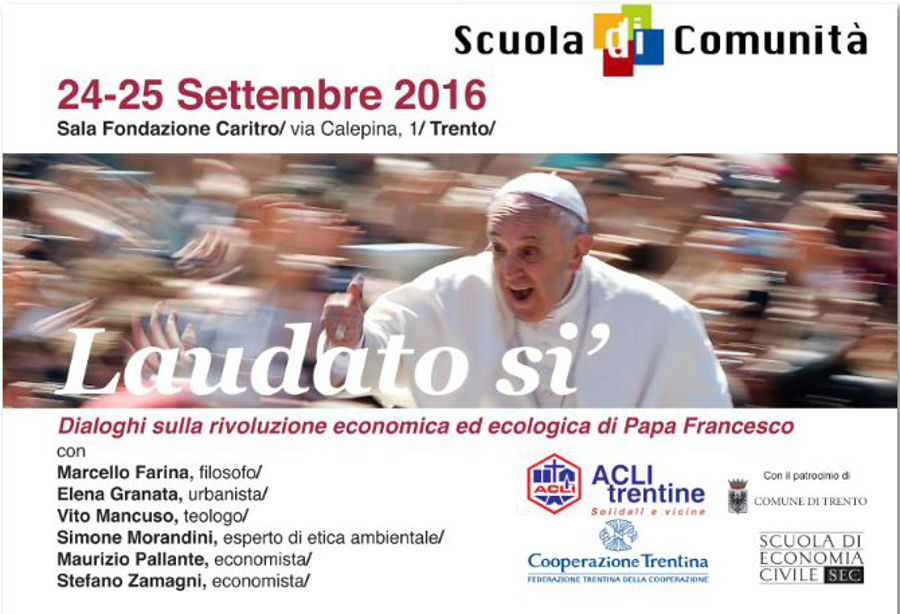 Scuola di Comunità
24-25 Settembre 2016
Sala Fondazione Caritro/ via Calepina, 1/ Trento/
Laudato si’
Dialoghi sulla rivoluzione economica ed ecologica di Papa Francesco
con
Marcello Farina, filosofo/
Elena Granata, urbanista/
Vito Mancuso, teologo/
Simone Morandini, esperto di etica ambientale/
Maurizio Pallante, economista/
Stefano Zamagni, economista/
ACLI
ACLI
trentine
Solidali e vicine
Cooperazione Trentina
FEDERAZIONE TRENTINA DELLA COOPERAZIONE
Con il patrocinio di
COMUNE DI TRENTO
SCUOLA DI
ECONOMIA
CIVILE SEC